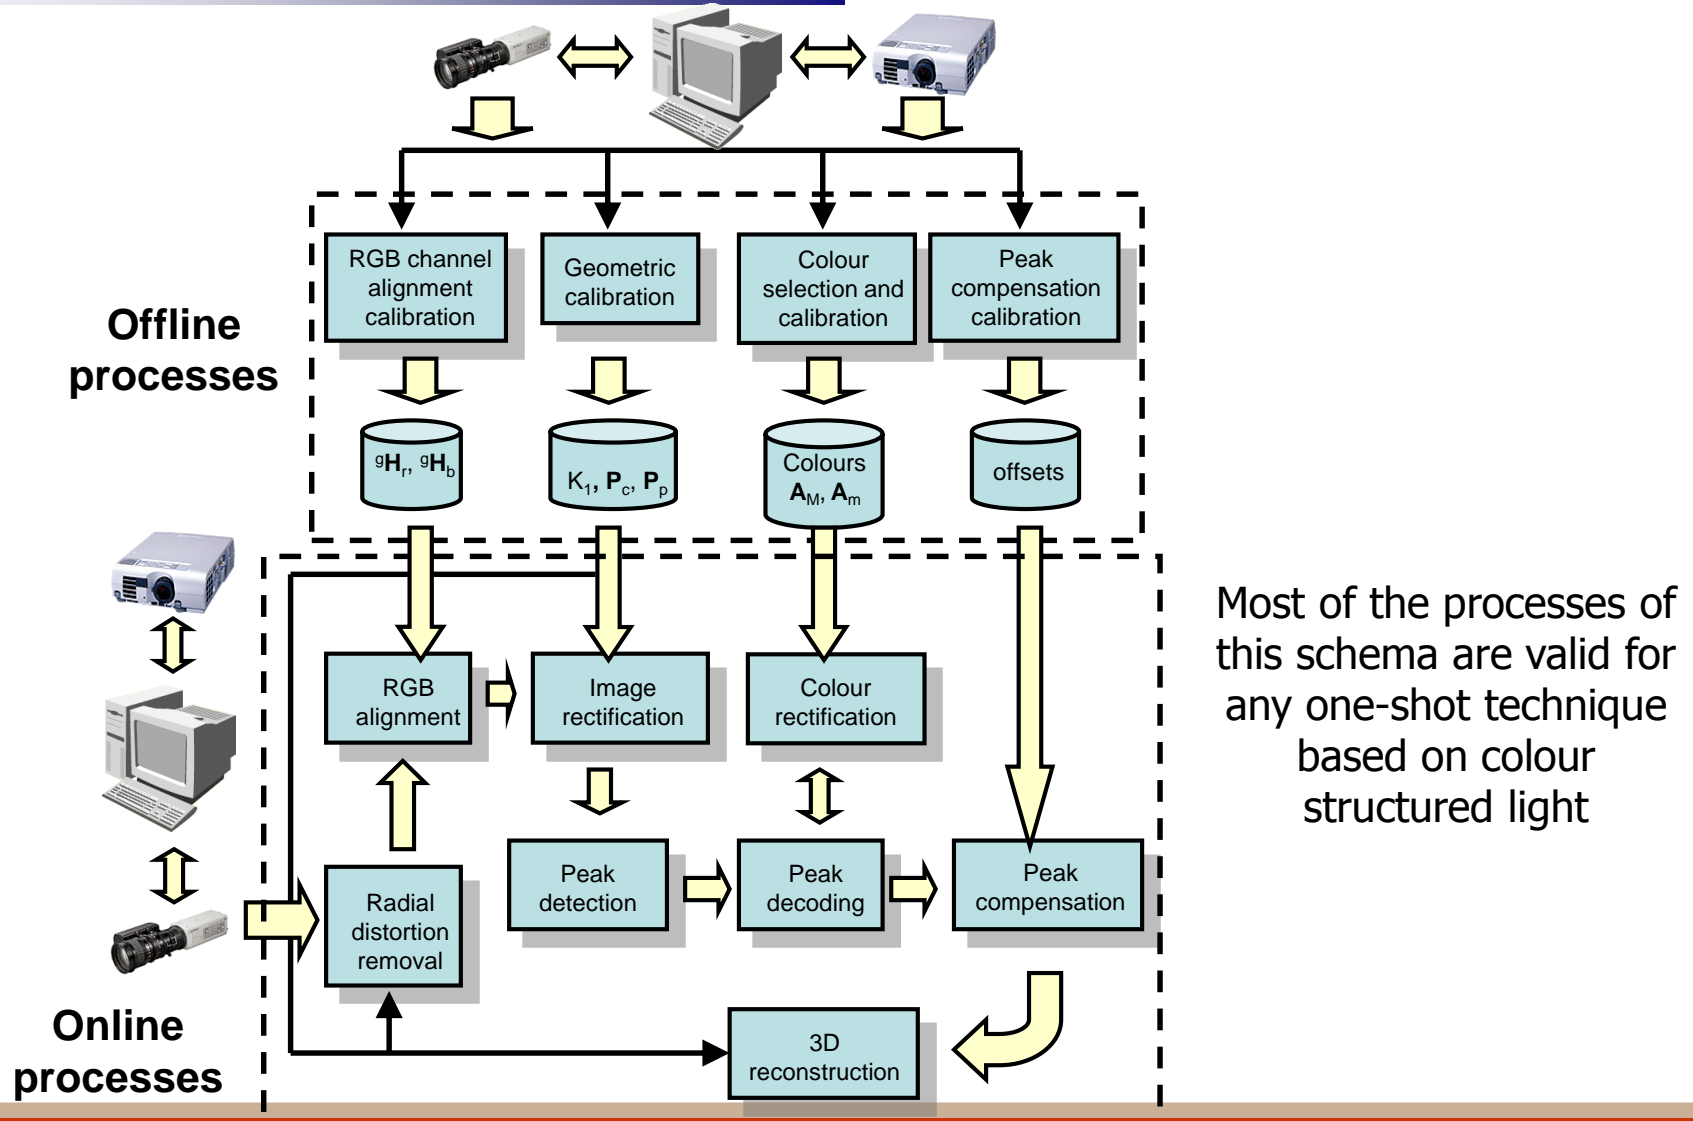 Offline
processes
RGB channel
alignment
calibration
Geometric
calibration
Colour
selection and
calibration
Peak
compensation
calibration
ᵍHᵣ, ᵍH_b
K₁, P_c, Pₚ
Colours
A_M, Aₘ
offsets
RGB
alignment
Image
rectification
Colour
rectification
Radial
distortion
removal
Peak
detection
Peak
decoding
Peak
compensation
3D
reconstruction
Online
processes
Most of the processes of
this schema are valid for
any one-shot technique
based on colour
structured light